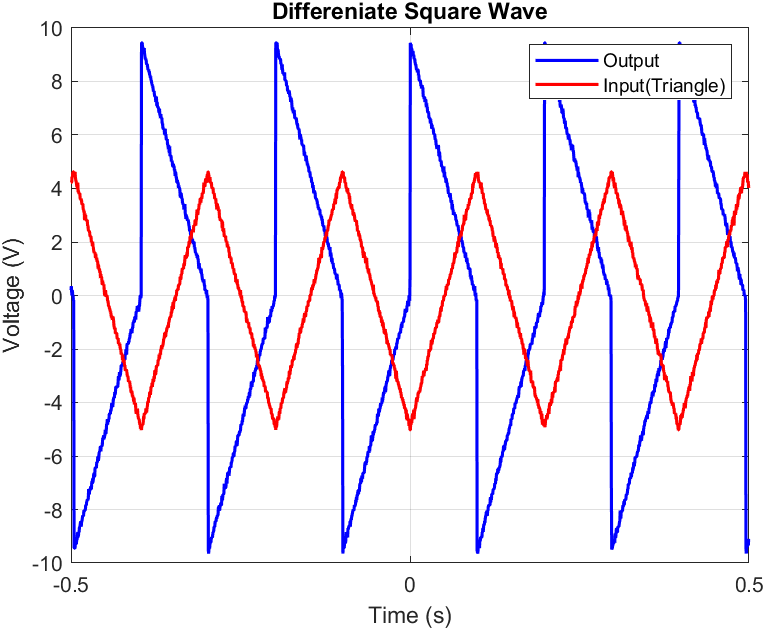 Differeniate Square Wave
Output
Input(Triangle)
10
8
6
4
2
0
-2
-4
-6
-8
-10
Voltage (V)
-0.5
0
0.5
Time (s)